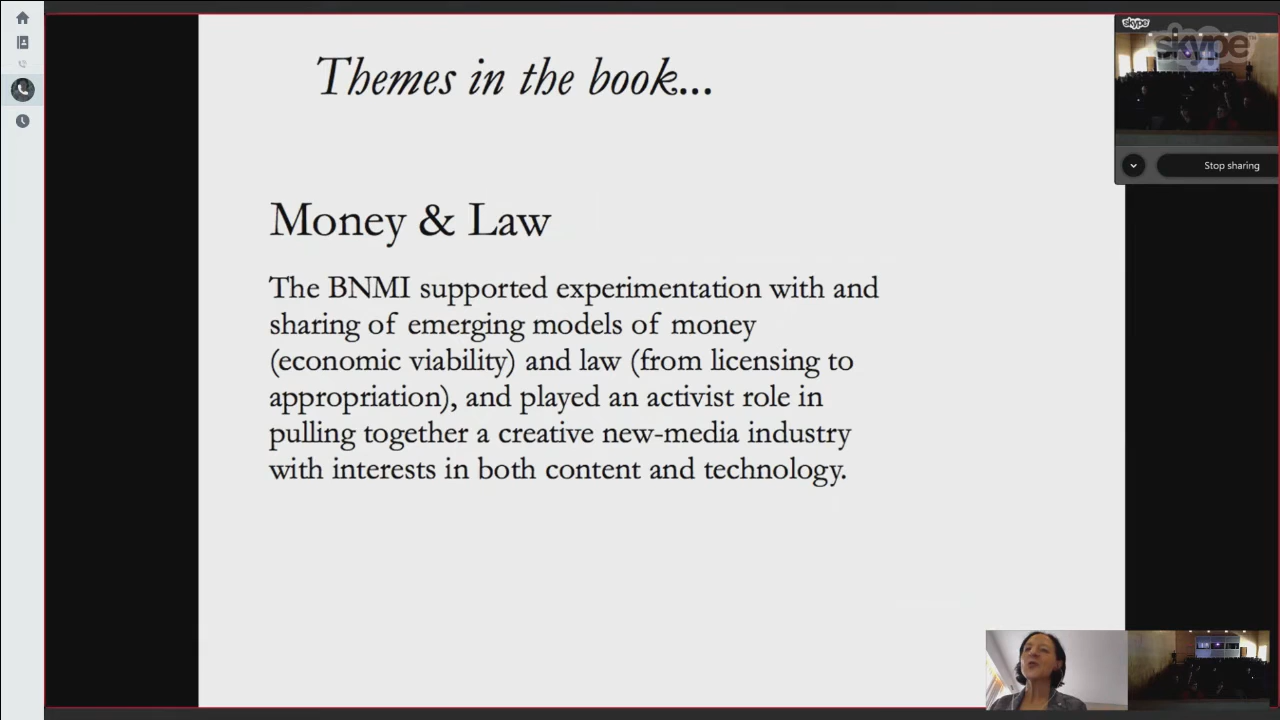 Themes in the book...
skype
skype
Money & Law
Stop sharing
The BNMI supported experimentation with and
sharing of emerging models of money
(economic viability) and law (from licensing to
appropriation), and played an activist role in
pulling together a creative new-media industry
with interests in both content and technology.